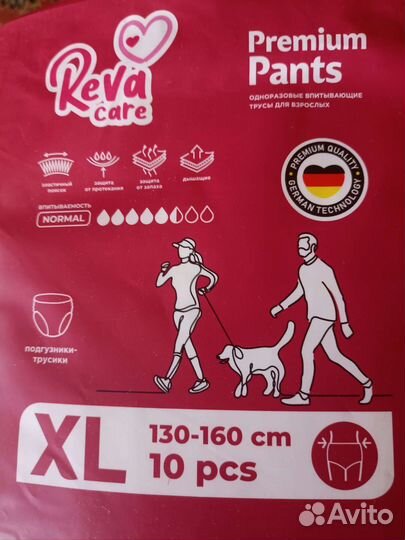 Reva
care
Premium
Pants
ОДНОРАЗОВЫЕ ВПИТЫВАЮЩИЕ
ТРУСЫ ДЛЯ ВЗРОСЛЫХ
эластичный
поясок
защита
от протекания
защита
от запаха
дышащие
PREMIUM QUALITY
GERMAN TECHNOLOGY
ВПИТЫВАЕМОСТЬ
NORMAL
подгузники-
трусики
XL
130-160 cm
10 pcs
Avito